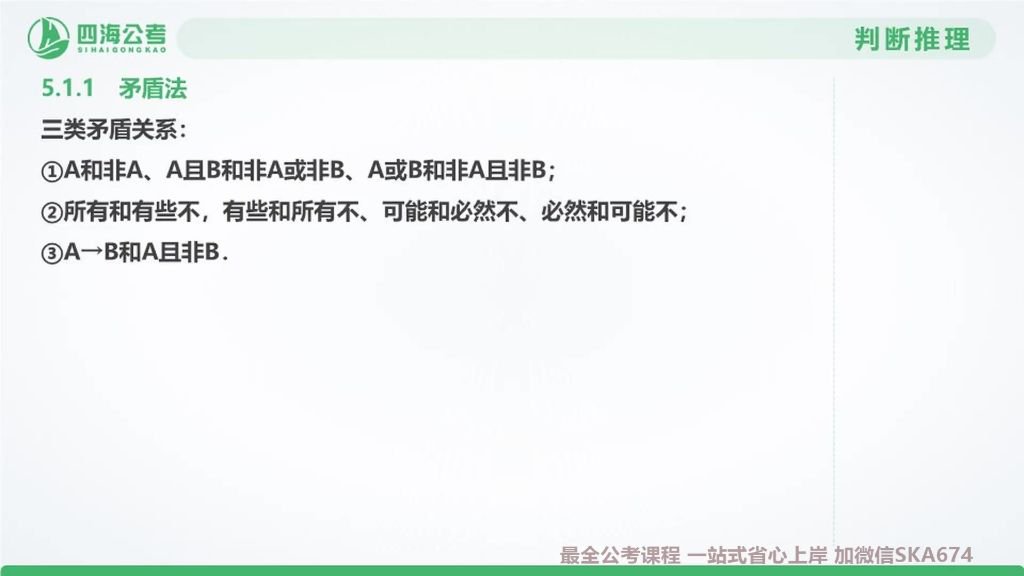 四海公考
SIHAIGONGKAO
判断推理
5.1.1 矛盾法
三类矛盾关系：
①A和非A、A且B和非A或非B、A或B和非A且非B；
②所有和有些不，有些和所有不、可能和必然不、必然和可能不；
③A→B和A且非B．
最全公考课程 一站式省心上岸 加微信SKA674